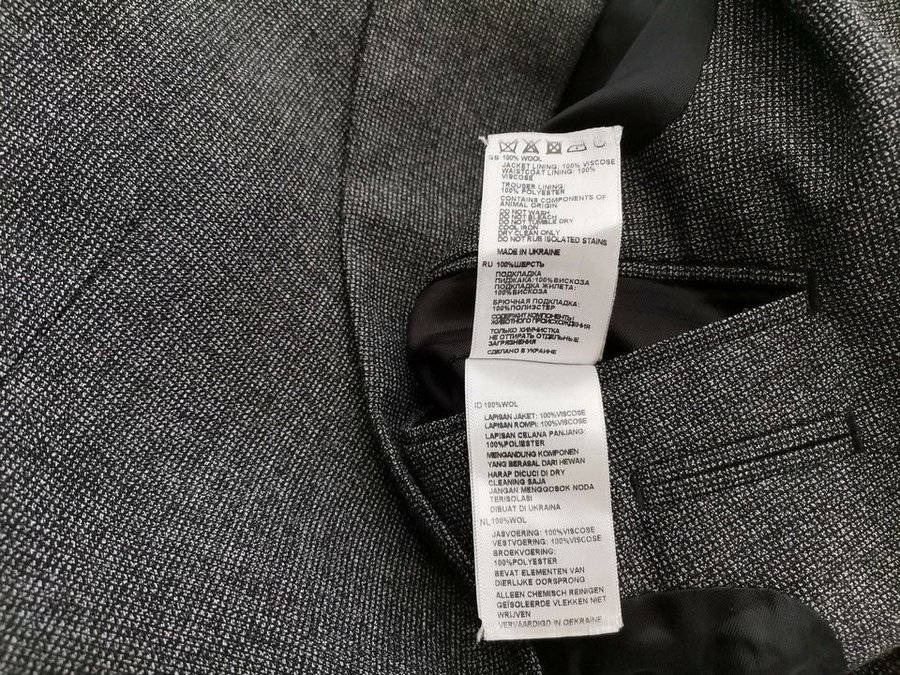 GB 100% WOOL
JACKET LINING: 100% VISCOSE
WAISTCOAT LINING: 100%
VISCOSE
TROUSER LINING:
100% POLYESTER
CONTAINS COMPONENTS OF
ANIMAL ORIGIN
DO NOT WASH
DO NOT BLEACH
DO NOT TUMBLE DRY
COOL IRON
DRY CLEAN ONLY
DO NOT RUB ISOLATED STAINS
MADE IN UKRAINE
RU 100%ШЕРСТЬ
ПОДКЛАДКА
ПИДЖАКА:100%ВИСКОЗА
ПОДКЛАДКА ЖИЛЕТА:
100%ВИСКОЗА
БРЮЧНАЯ ПОДКЛАДКА:
100%ПОЛИЭСТЕР
СОДЕРЖИТ КОМПОНЕНТЫ
ЖИВОТНОГО ПРОИСХОЖДЕНИЯ
ТОЛЬКО ХИМЧИСТКА
НЕ ОТТИРАТЬ ОТДЕЛЬНЫЕ
ЗАГРЯЗНЕНИЯ
СДЕЛАНО В УКРАИНЕ
ID 100%WOL
LAPISAN JAKET: 100%VISCOSE
LAPISAN ROMPI: 100%VISCOSE
LAPISAN CELANA PANJANG:
100%POLIESTER
MENGANDUNG KOMPONEN
YANG BERASAL DARI HEWAN
HARAP DICUCI DI DRY
CLEANING SAJA
JANGAN MENGGOSOK NODA
TERISOLASI
DIBUAT DI UKRAINA
NL 100%WOL
JASVOERING: 100%VISCOSE
VESTVOERING: 100%VISCOSE
BROEKVOERING:
100%POLYESTER
BEVAT ELEMENTEN VAN
DIERLIJKE OORSPRONG
ALLEEN CHEMISCH REINIGEN
GEÏSOLEERDE VLEKKEN NIET
WRIJVEN
VERVAARDIGD IN OEKRAINE